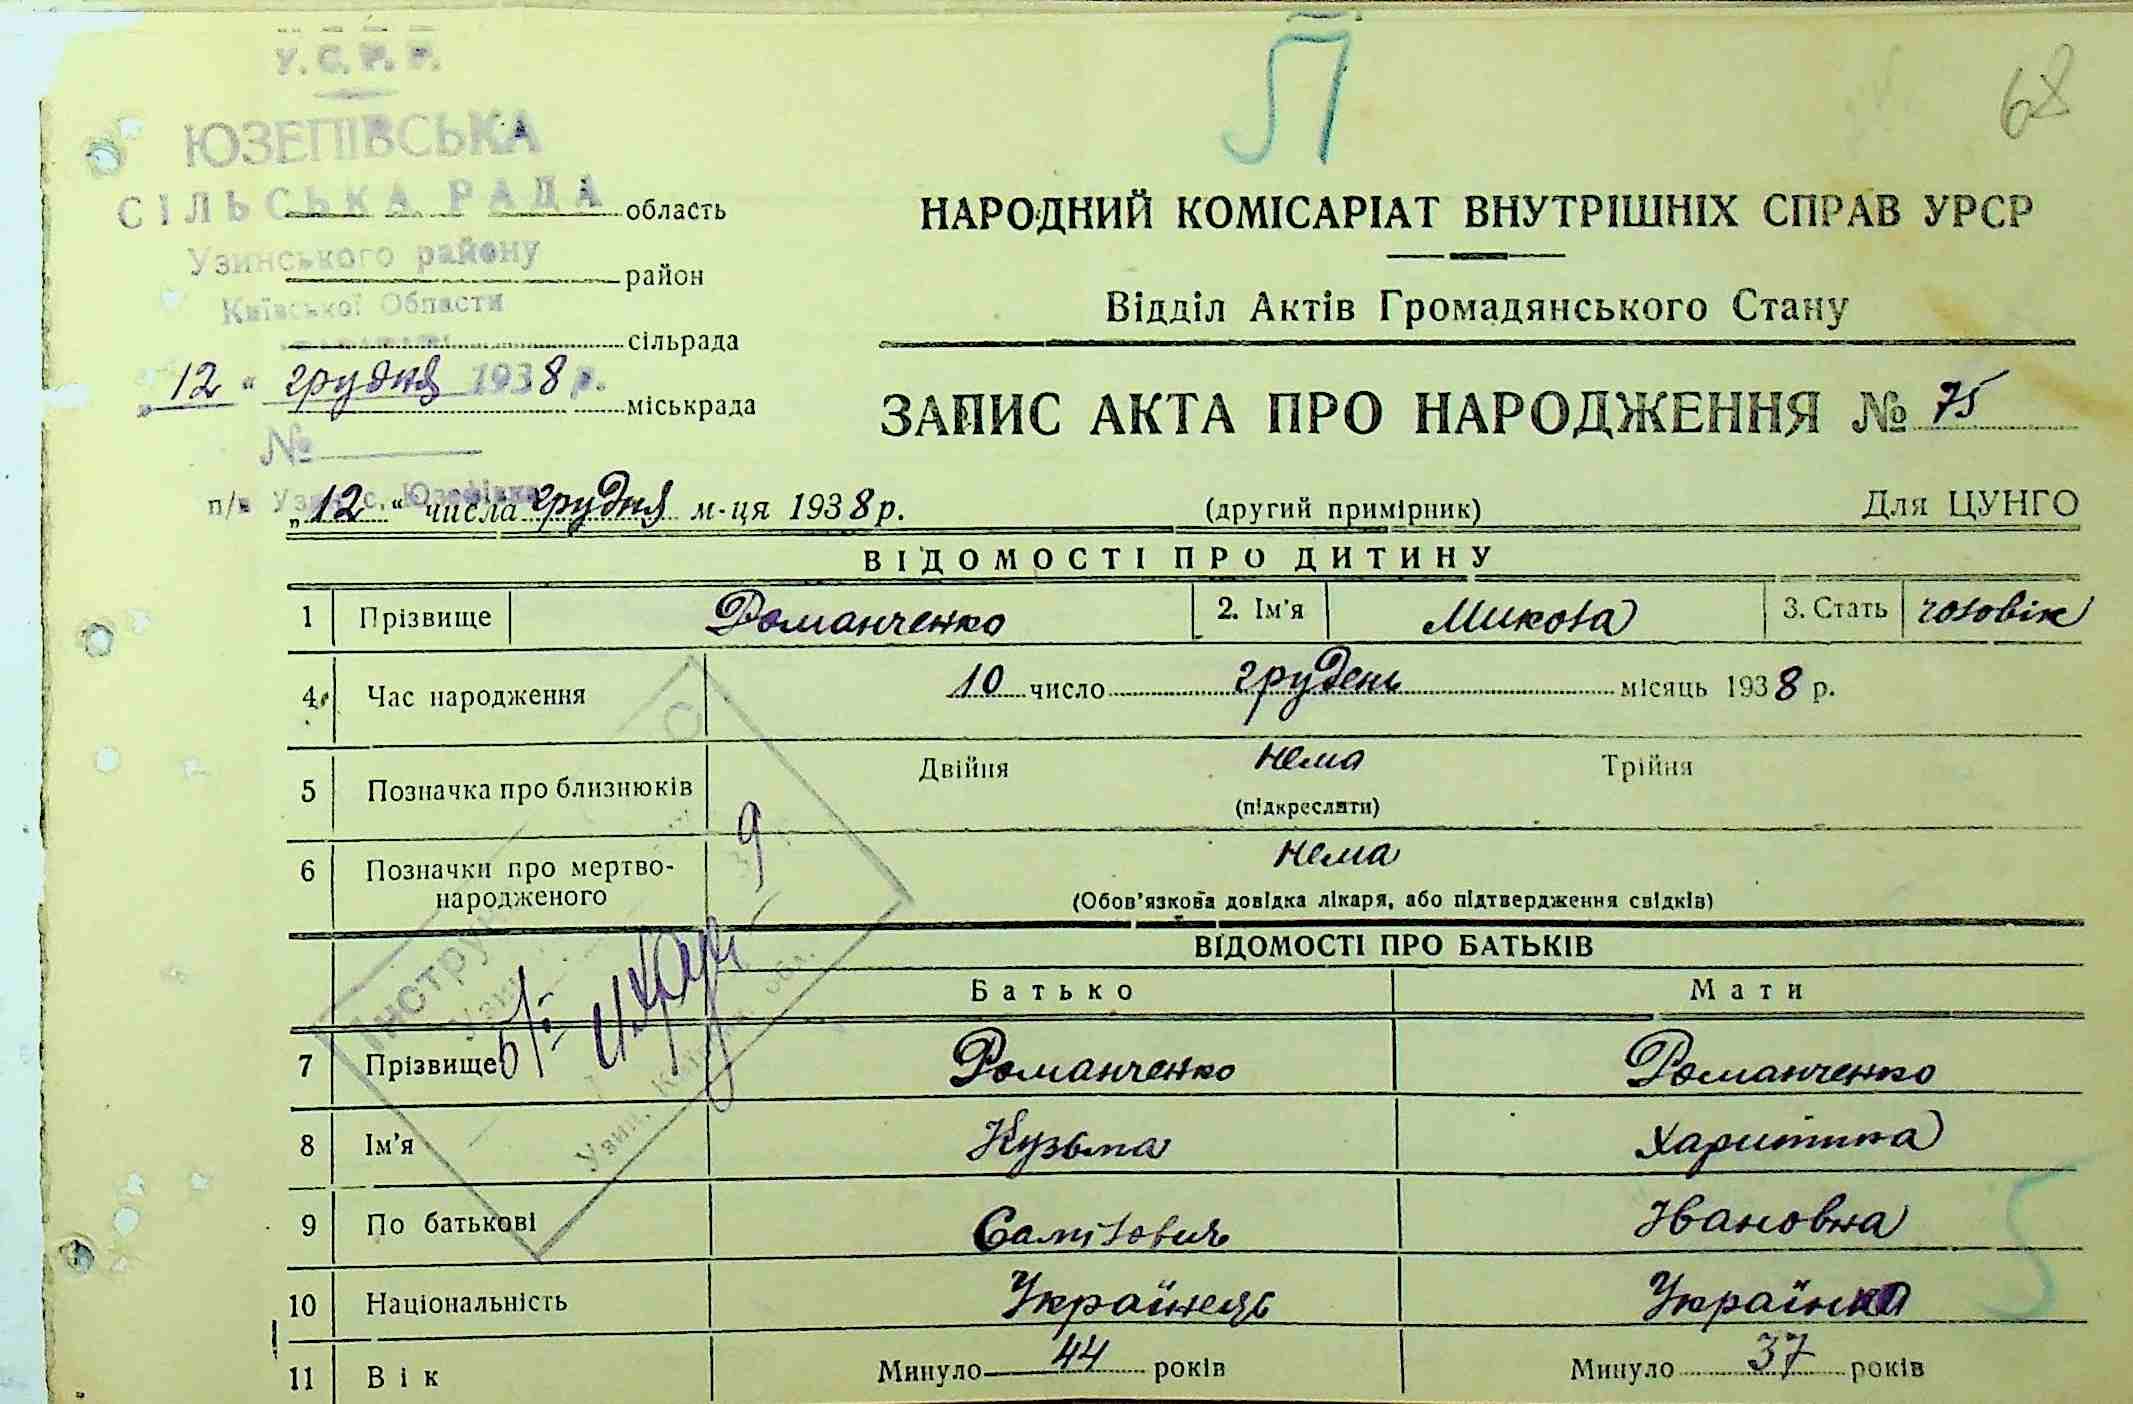 У.С.Р.Р.
ЮЗЕПІВСЬКА
СІЛЬСЬКА РАДА
область
Узинського району
район
Київської Области
сільрада
„12“ грудня 1938 р.
міськрада
№
П
68
НАРОДНИЙ КОМІСАРІАТ ВНУТРІШНІХ СПРАВ УРСР
Відділ Актів Громадянського Стану
ЗАПИС АКТА ПРО НАРОДЖЕННЯ № 75
п/в Узин, с. Юзефівка
„12“ числа грудня м-ця 1938 р.
(другий примірник)
Для ЦУНГО
ВІДОМОСТІ ПРО ДИТИНУ
1 Прізвище Романченко 2. Ім’я Микола 3. Стать чоловік
4. Час народження 10 число грудень місяць 1938 р.
5 Позначка про близнюків Двійня нема Трійня
(підкреслити)
6 Позначки про мертво-
народженого
нема
(Обов’язкова довідка лікаря, або підтвердження свідків)
ВІДОМОСТІ ПРО БАТЬКІВ
Батько Мати
7 Прізвище Романченко Романченко
8 Ім’я Кузьма Харитина
9 По батькові Самійлович Івановна
10 Національність Українець Українка
11 Вік Минуло 44 років Минуло 37 років